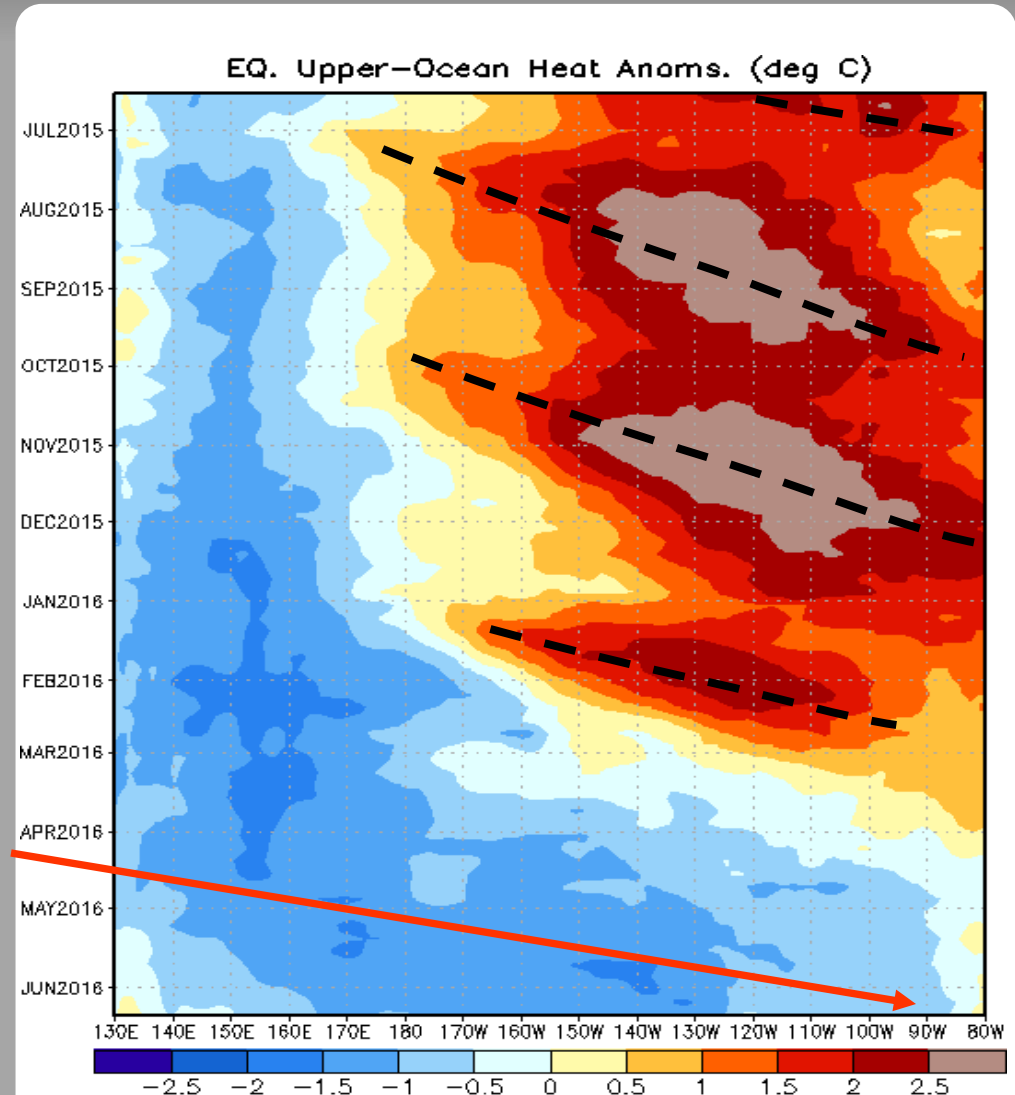 EQ. Upper-Ocean Heat Anoms. (deg C)
JUL2015
AUG2015
SEP2015
OCT2015
NOV2015
DEC2015
JAN2016
FEB2016
MAR2016
APR2016
MAY2016
JUN2016
130E 140E 150E 160E 170E 180 170W 160W 150W 140W 130W 120W 110W 100W 90W 80W
-2.5 -2 -1.5 -1 -0.5 0 0.5 1 1.5 2 2.5